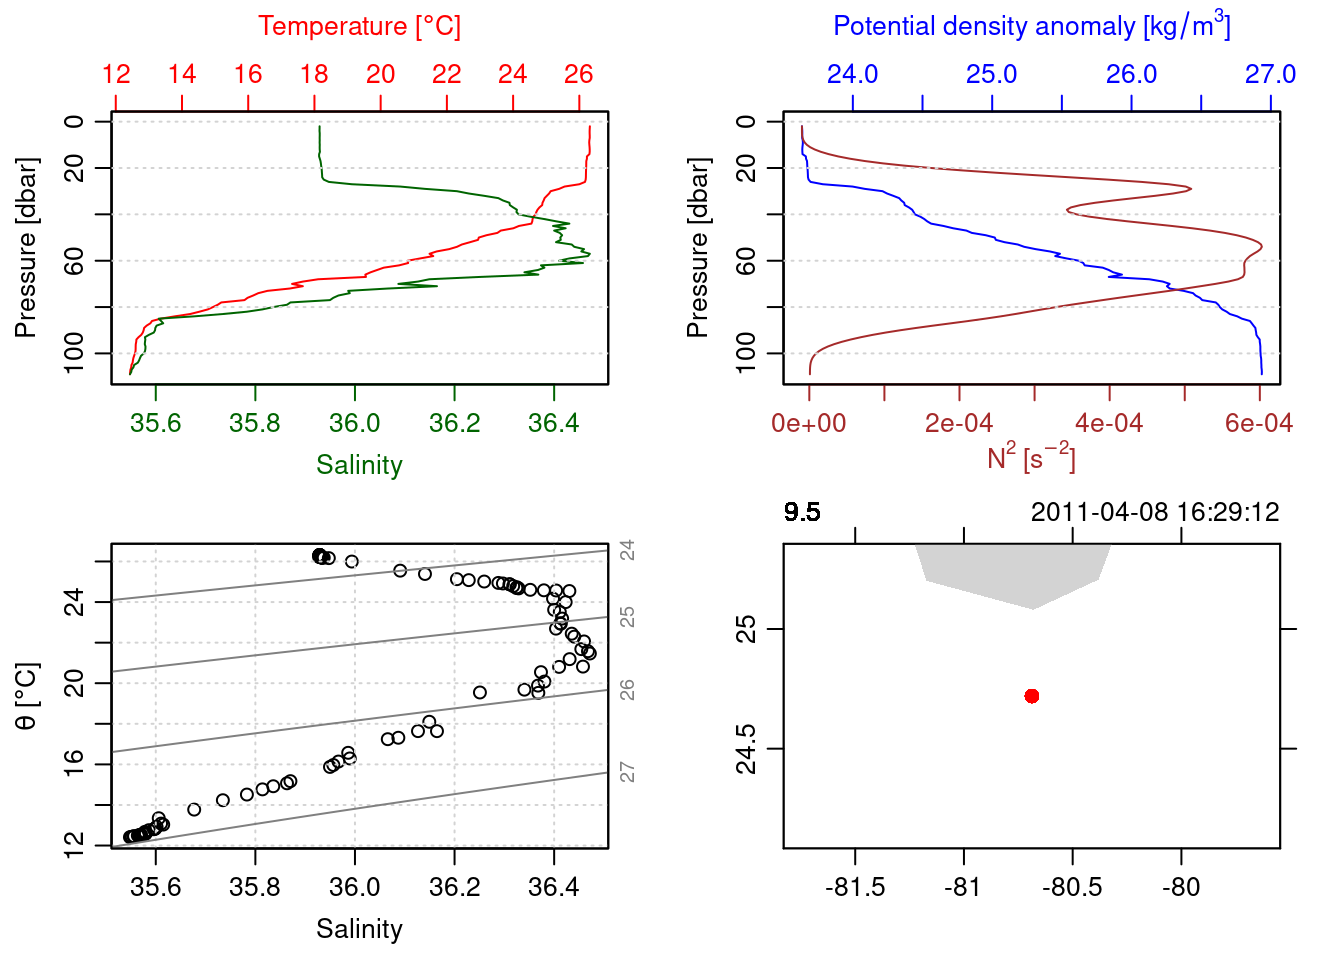 Temperature [°C]
12 14 16 18 20 22 24 26
0
20
60
100
Pressure [dbar]
35.6 35.8 36.0 36.2 36.4
Salinity
Potential density anomaly [kg/m³]
24.0 25.0 26.0 27.0
0
20
60
100
Pressure [dbar]
0e+00 2e-04 4e-04 6e-04
N² [s⁻²]
24
25
26
27
24
20
16
12
θ [°C]
35.6 35.8 36.0 36.2 36.4
Salinity
9.5 2011-04-08 16:29:12
25
24.5
-81.5 -81 -80.5 -80